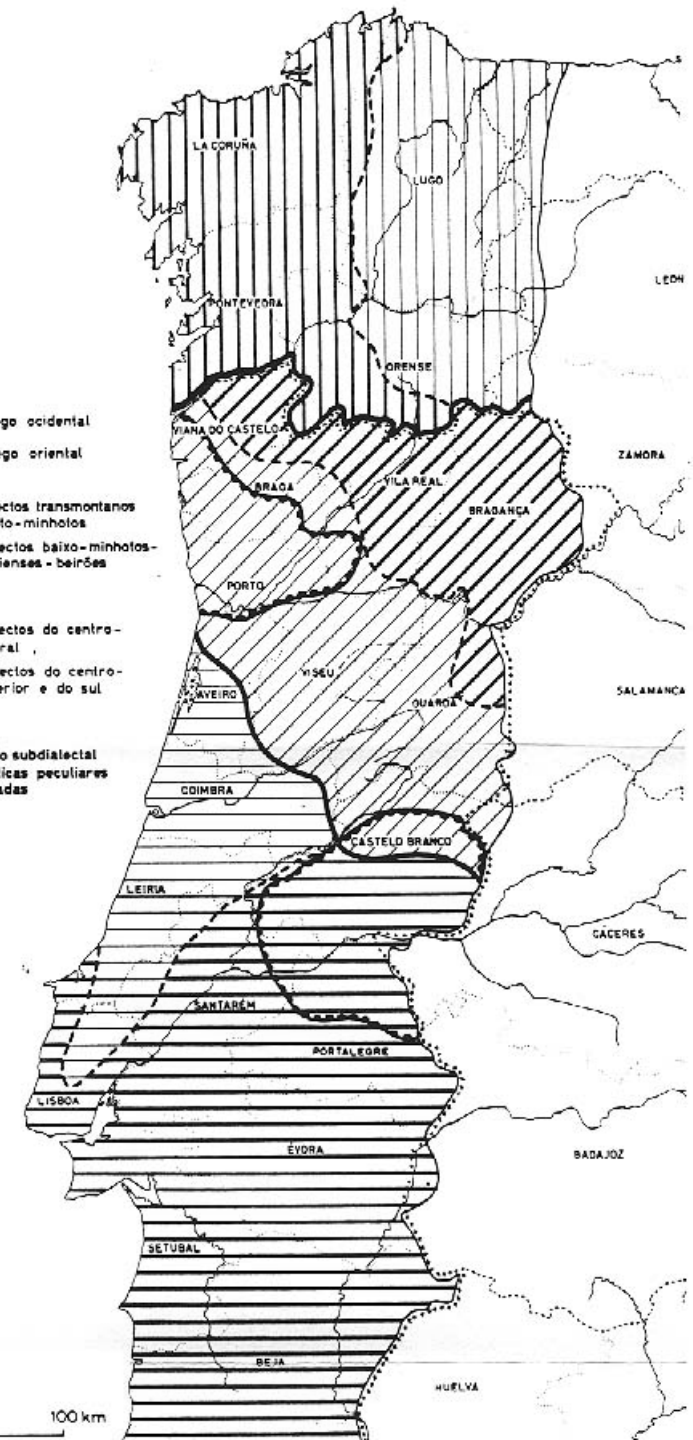 LA CORUÑA
LUGO
LEON
PONTEVEDRA
ORENSE
go ocidental
go oriental
VIANA DO CASTELO
ZAMORA
BRAGA
VILA REAL
BRAGANÇA
ectos transmontanos
to-minhotos
ectos baixo-minhotos-
ienses - beirões
PORTO
ectos do centro-
ral ,
ectos do centro-
erior e do sul
VISEU
AVEIRO
GUARDA
SALAMANCA
o subdialectal
ticas peculiares
adas
COIMBRA
CASTELO BRANCO
LEIRIA
CÁCERES
SANTARÉM
PORTALEGRE
LISBOA
ÉVORA
BADAJOZ
SETUBAL
BEJA
HUELVA
100 km